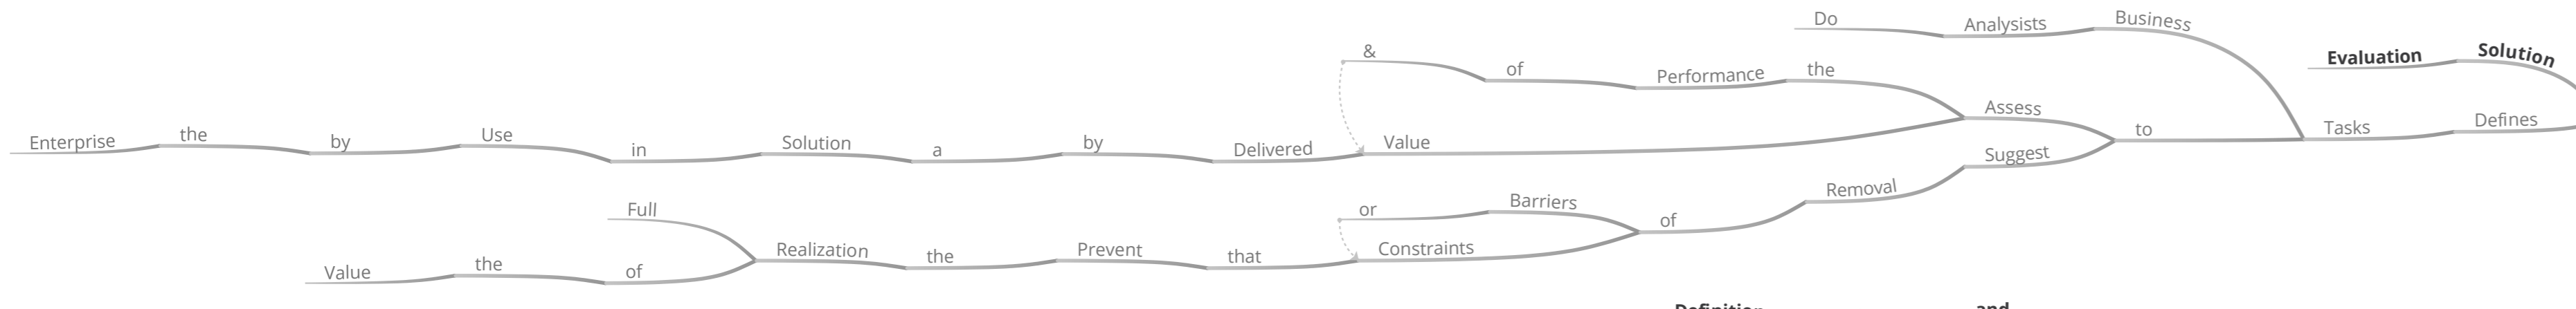 Do Analysists Business
& of Performance the
Evaluation Solution
Assess
Enterprise the by Use in Solution a by Delivered Value to Tasks Defines
Suggest
Removal
Full or Barriers of
Realization the Prevent that Constraints
Value the of
and